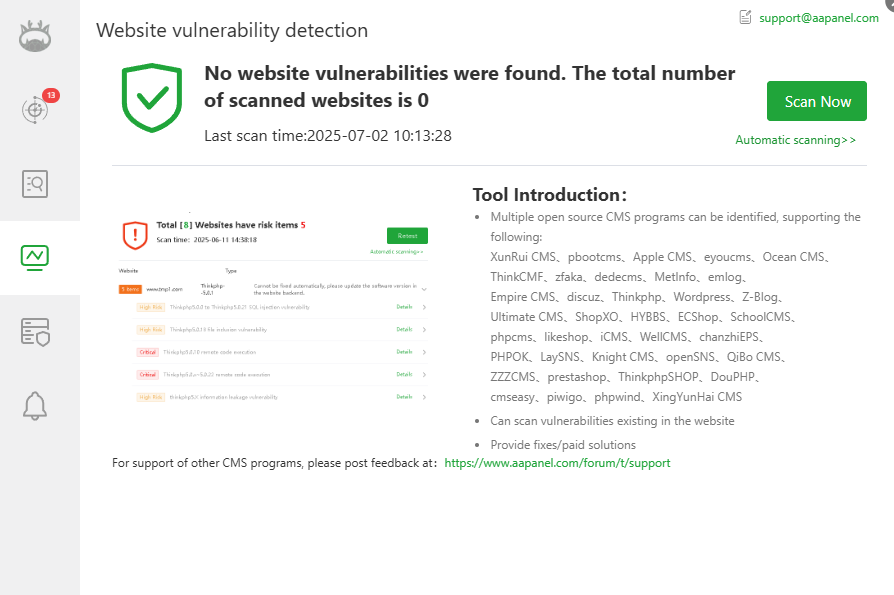 support@aapanel.com
Website vulnerability detection
No website vulnerabilities were found. The total number
of scanned websites is 0
Scan Now
Last scan time:2025-07-02 10:13:28
Automatic scanning>>
13
Tool Introduction：
Multiple open source CMS programs can be identified, supporting the
following:
XunRui CMS、pbootcms、Apple CMS、eyoucms、Ocean CMS、
ThinkCMF、zfaka、dedecms、MetInfo、emlog、
Empire CMS、discuz、Thinkphp、Wordpress、Z-Blog、
Ultimate CMS、ShopXO、HYBBS、ECShop、SchoolCMS、
phpcms、likeshop、iCMS、WellCMS、chanzhiEPS、
PHPOK、LaySNS、Knight CMS、openSNS、QiBo CMS、
ZZZCMS、prestashop、ThinkphpSHOP、DouPHP、
cmseasy、piwigo、phpwind、XingYunHai CMS
Can scan vulnerabilities existing in the website
Provide fixes/paid solutions
Total [8] Websites have risk items 5
Scan time: 2025-06-11 14:38:18
Retest
Automatic scanning>>
Website Type
5 items www.tmp1.com Thinkphp-5.0.1 Cannot be fixed automatically, please update the software version in
the website backend.
High Risk Thinkphp5.0.0 to Thinkphp5.0.21 SQL injection vulnerability Details
High Risk Thinkphp5.0.18 file inclusion vulnerability Details
Critical Thinkphp5.0.10 remote code execution Details
Critical remote code execution Details
High Risk information leakage vulnerability Details
For support of other CMS programs, please post feedback at： https://www.aapanel.com/forum/t/support